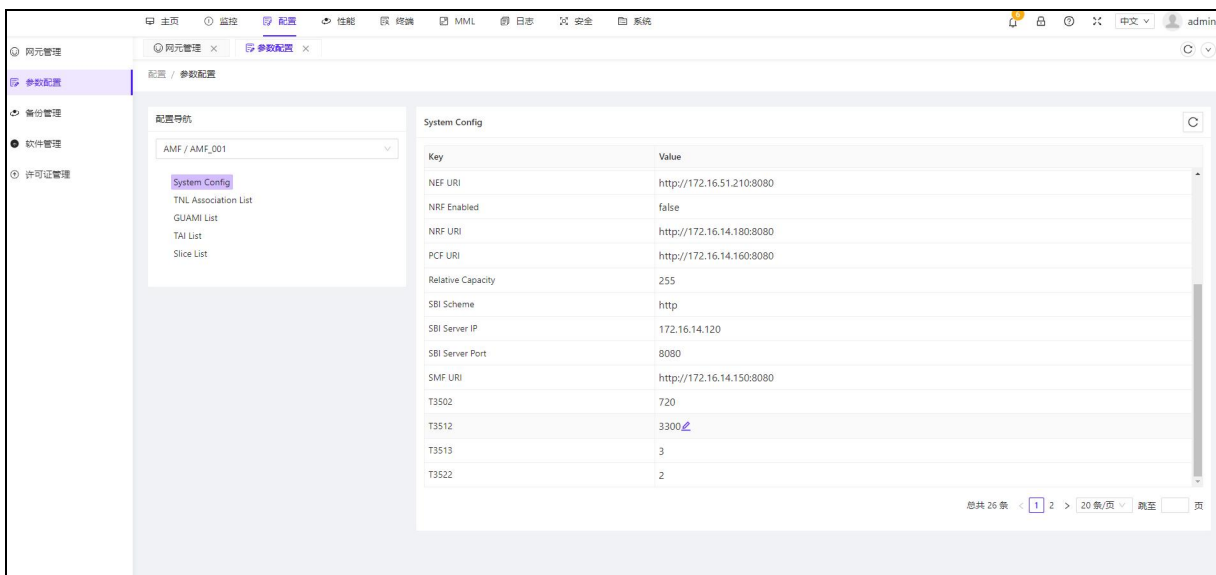 主页 监控 配置 性能 终端 MML 日志 安全 系统 6 中文 admin
网元管理
参数配置
备份管理
软件管理
许可证管理
网元管理 参数配置
配置 / 参数配置
配置导航
AMF / AMF_001
System Config
TNL Association List
GUAMI List
TAI List
Slice List
System Config
Key Value
NEF URI http://172.16.51.210:8080
NRF Enabled false
NRF URI http://172.16.14.180:8080
PCF URI http://172.16.14.160:8080
Relative Capacity 255
SBI Scheme http
SBI Server IP 172.16.14.120
SBI Server Port 8080
SMF URI http://172.16.14.150:8080
T3502 720
T3512 3300
T3513 3
T3522 2
总共 26 条 < 1 2 > 20 条/页 跳至 页